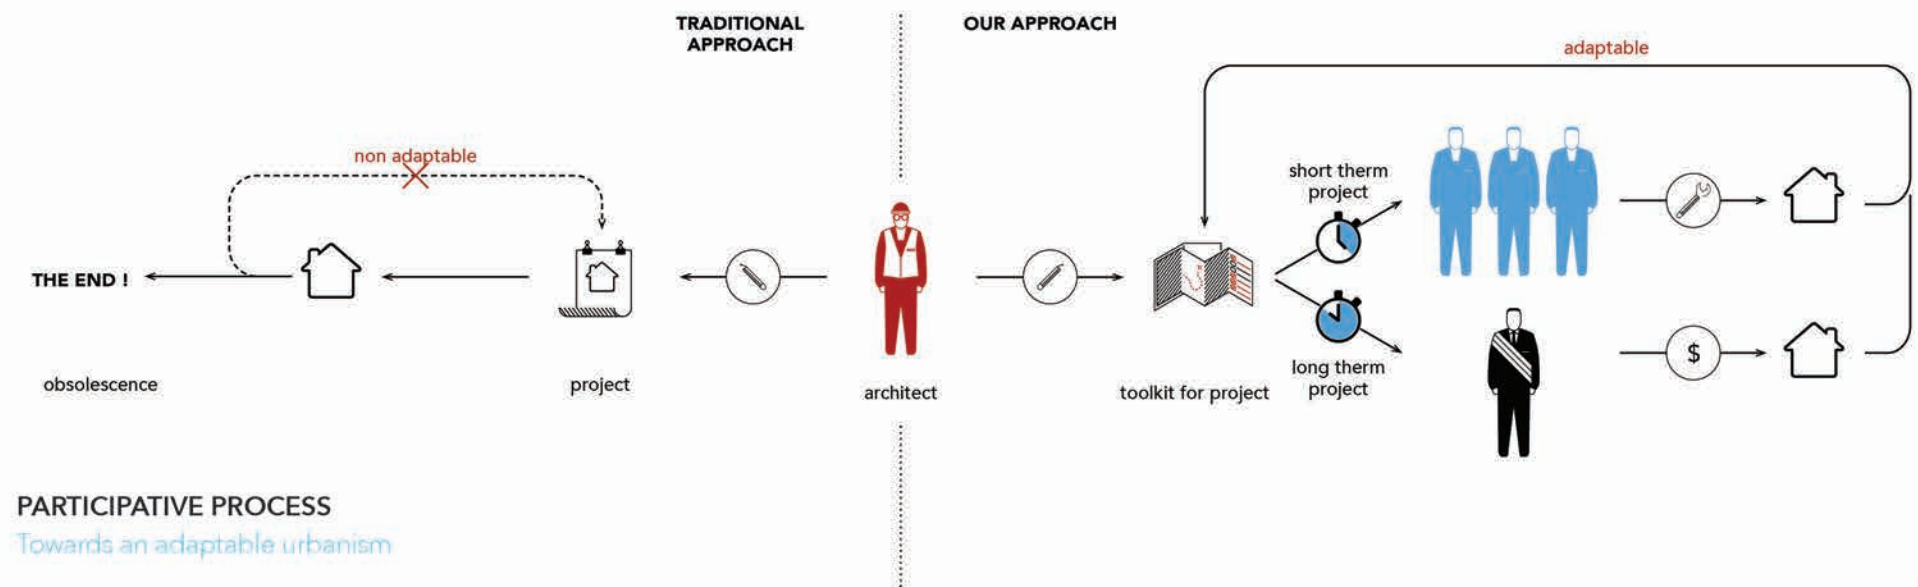 TRADITIONAL
APPROACH
OUR APPROACH
adaptable
non adaptable
short therm
project
THE END !
$
long therm
project
obsolescence
project
architect
toolkit for project
PARTICIPATIVE PROCESS
Towards an adaptable urbanism